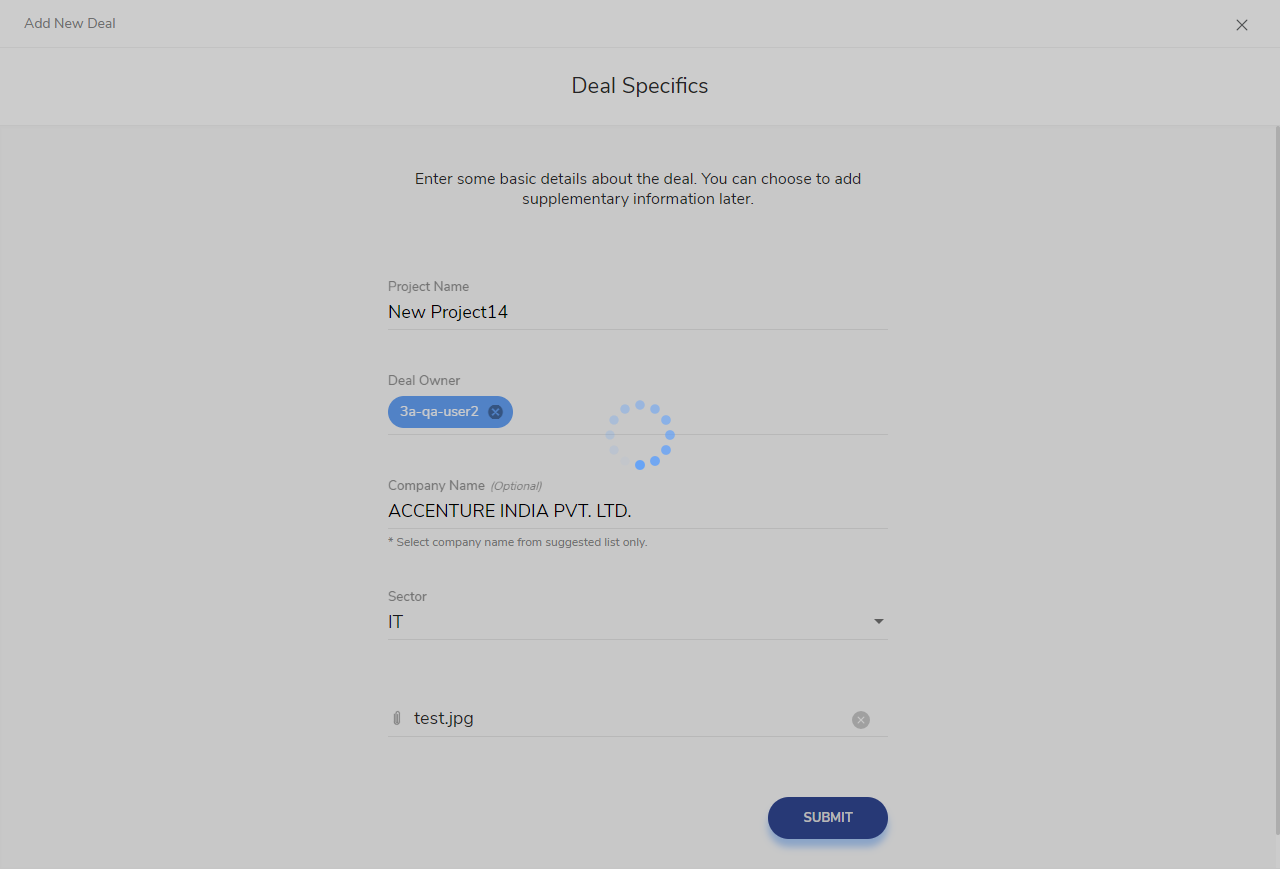 Add New Deal
Deal Specifics
Enter some basic details about the deal. You can choose to add
supplementary information later.
Project Name
New Project14
Deal Owner
3a-qa-user2
Company Name (Optional)
ACCENTURE INDIA PVT. LTD.
* Select company name from suggested list only.
Sector
IT
test.jpg
SUBMIT